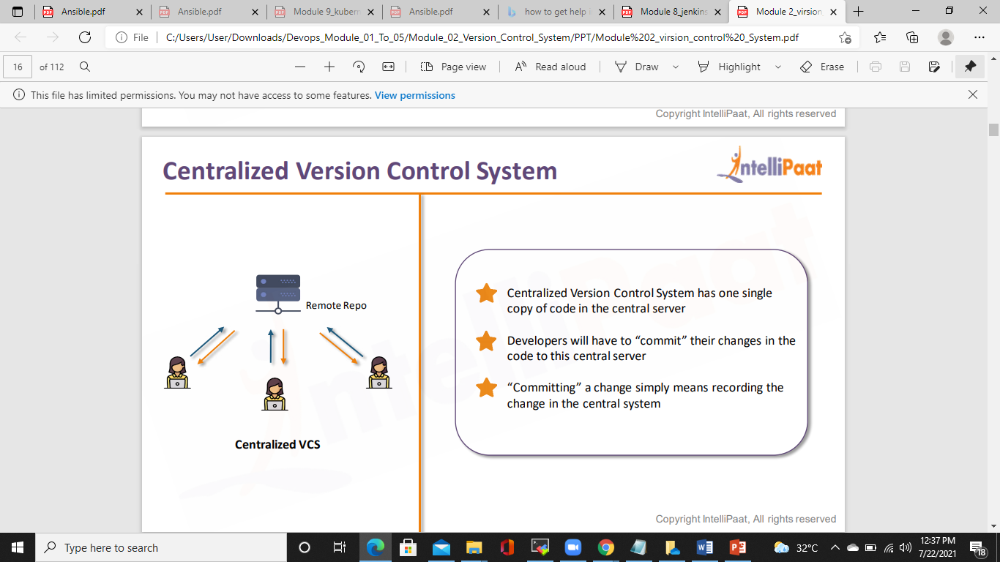 Ansible.pdf
Ansible.pdf
Module 9_kubern
Ansible.pdf
how to get help i
Module 8_jenkins
Module 2_virsion_
File
C:/Users/User/Downloads/Devops_Module_01_To_05/Module_02_Version_Control_System/PPT/Module%202_virsion_control%20_System.pdf
16 of 112
Page view
Read aloud
Draw
Highlight
Erase
This file has limited permissions. You may not have access to some features. View permissions
Copyright IntelliPaat, All rights reserved
Centralized Version Control System
IntelliPaat
Remote Repo
Centralized VCS
Centralized Version Control System has one single
copy of code in the central server
Developers will have to “commit” their changes in the
code to this central server
“Committing” a change simply means recording the
change in the central system
IntelliPaat
Copyright IntelliPaat, All rights reserved
Type here to search
32°C
12:37 PM
7/22/2021
18